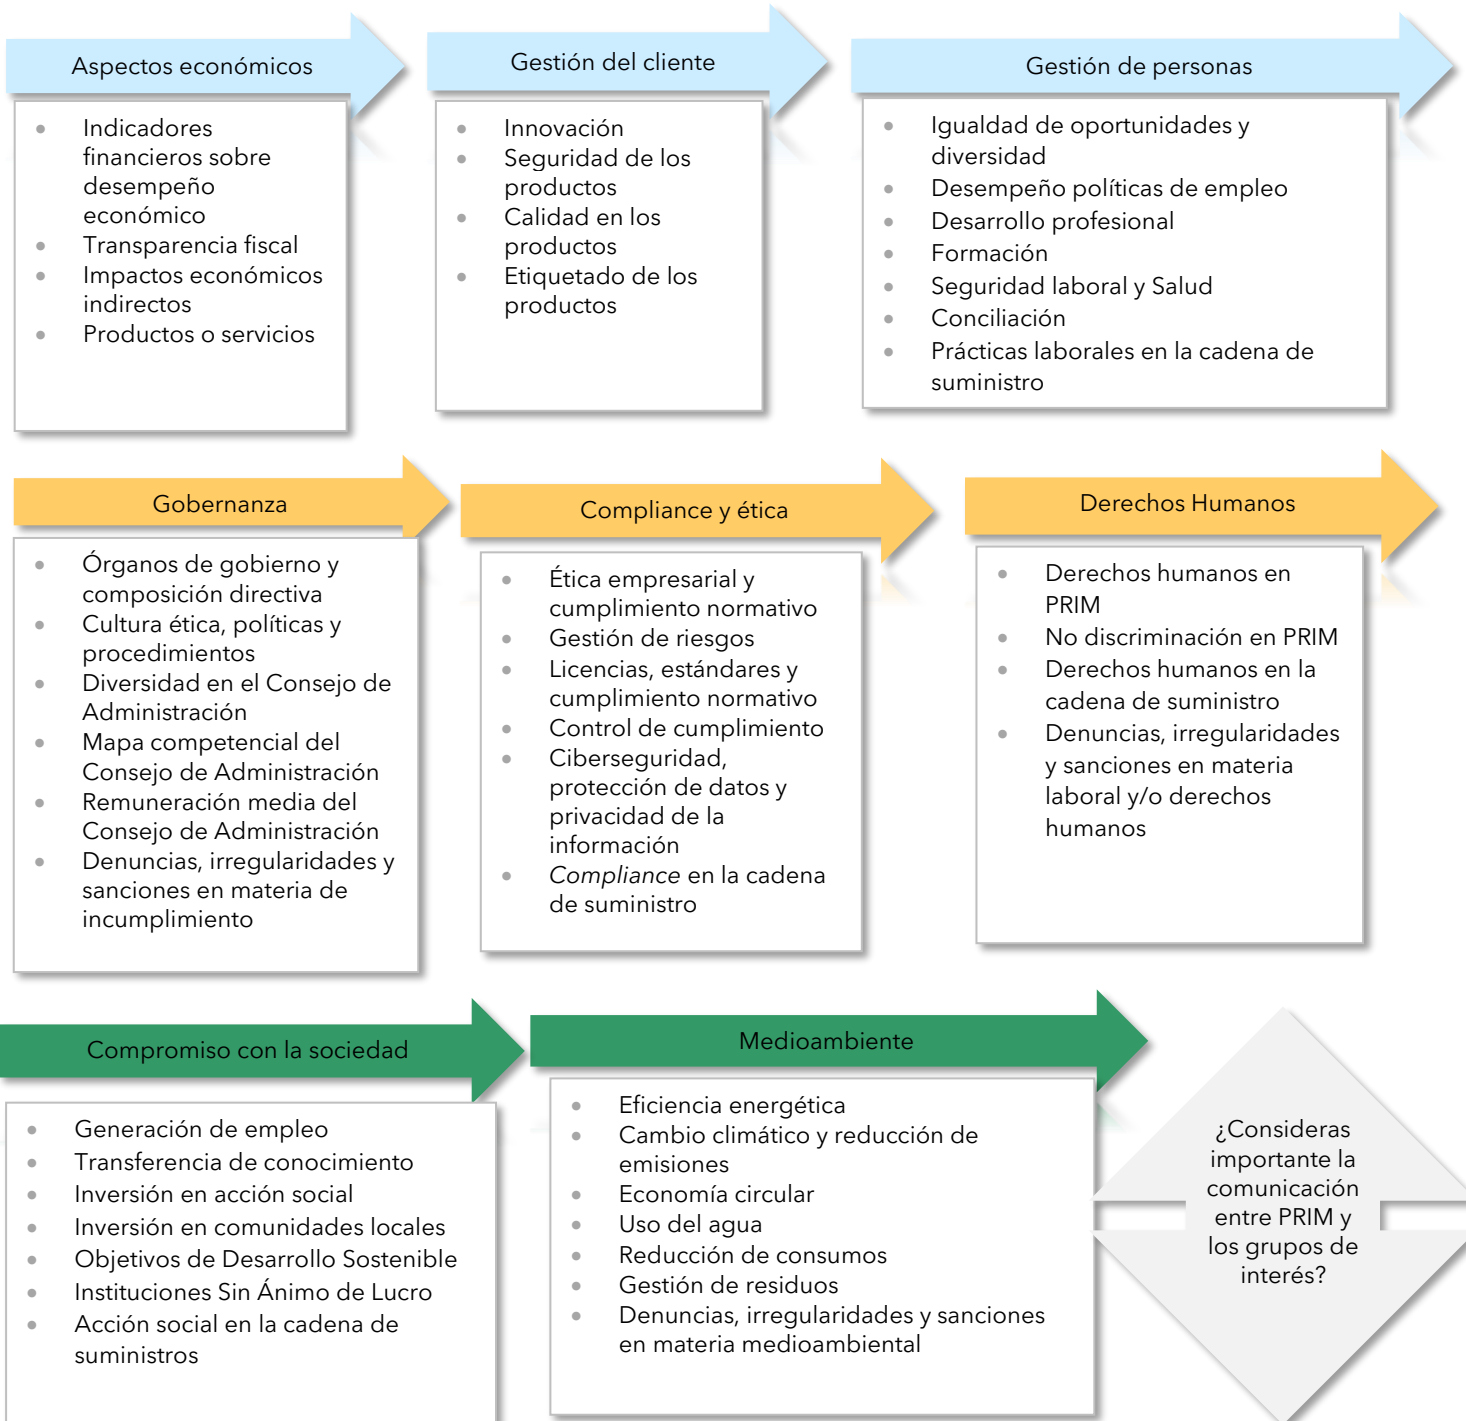 Aspectos económicos
Indicadores
financieros sobre
desempeño
económico
Transparencia fiscal
Impactos económicos
indirectos
Productos o servicios
Gestión del cliente
Innovación
Seguridad de los
productos
Calidad en los
productos
Etiquetado de los
productos
Gestión de personas
Igualdad de oportunidades y
diversidad
Desempeño políticas de empleo
Desarrollo profesional
Formación
Seguridad laboral y Salud
Conciliación
Prácticas laborales en la cadena de
suministro
Gobernanza
Órganos de gobierno y
composición directiva
Cultura ética, políticas y
procedimientos
Diversidad en el Consejo de
Administración
Mapa competencial del
Consejo de Administración
Remuneración media del
Consejo de Administración
Denuncias, irregularidades y
sanciones en materia de
incumplimiento
Compliance y ética
Ética empresarial y
cumplimiento normativo
Gestión de riesgos
Licencias, estándares y
cumplimiento normativo
Control de cumplimiento
Ciberseguridad,
protección de datos y
privacidad de la
información
Compliance en la cadena
de suministro
Derechos Humanos
Derechos humanos en
PRIM
No discriminación en PRIM
Derechos humanos en la
cadena de suministro
Denuncias, irregularidades
y sanciones en materia
laboral y/o derechos
humanos
Compromiso con la sociedad
Generación de empleo
Transferencia de conocimiento
Inversión en acción social
Inversión en comunidades locales
Objetivos de Desarrollo Sostenible
Instituciones Sin Ánimo de Lucro
Acción social en la cadena de
suministros
Medioambiente
Eficiencia energética
Cambio climático y reducción de
emisiones
Economía circular
Uso del agua
Reducción de consumos
Gestión de residuos
Denuncias, irregularidades y sanciones
en materia medioambiental
¿Consideras
importante la
comunicación
entre PRIM y
los grupos de
interés?